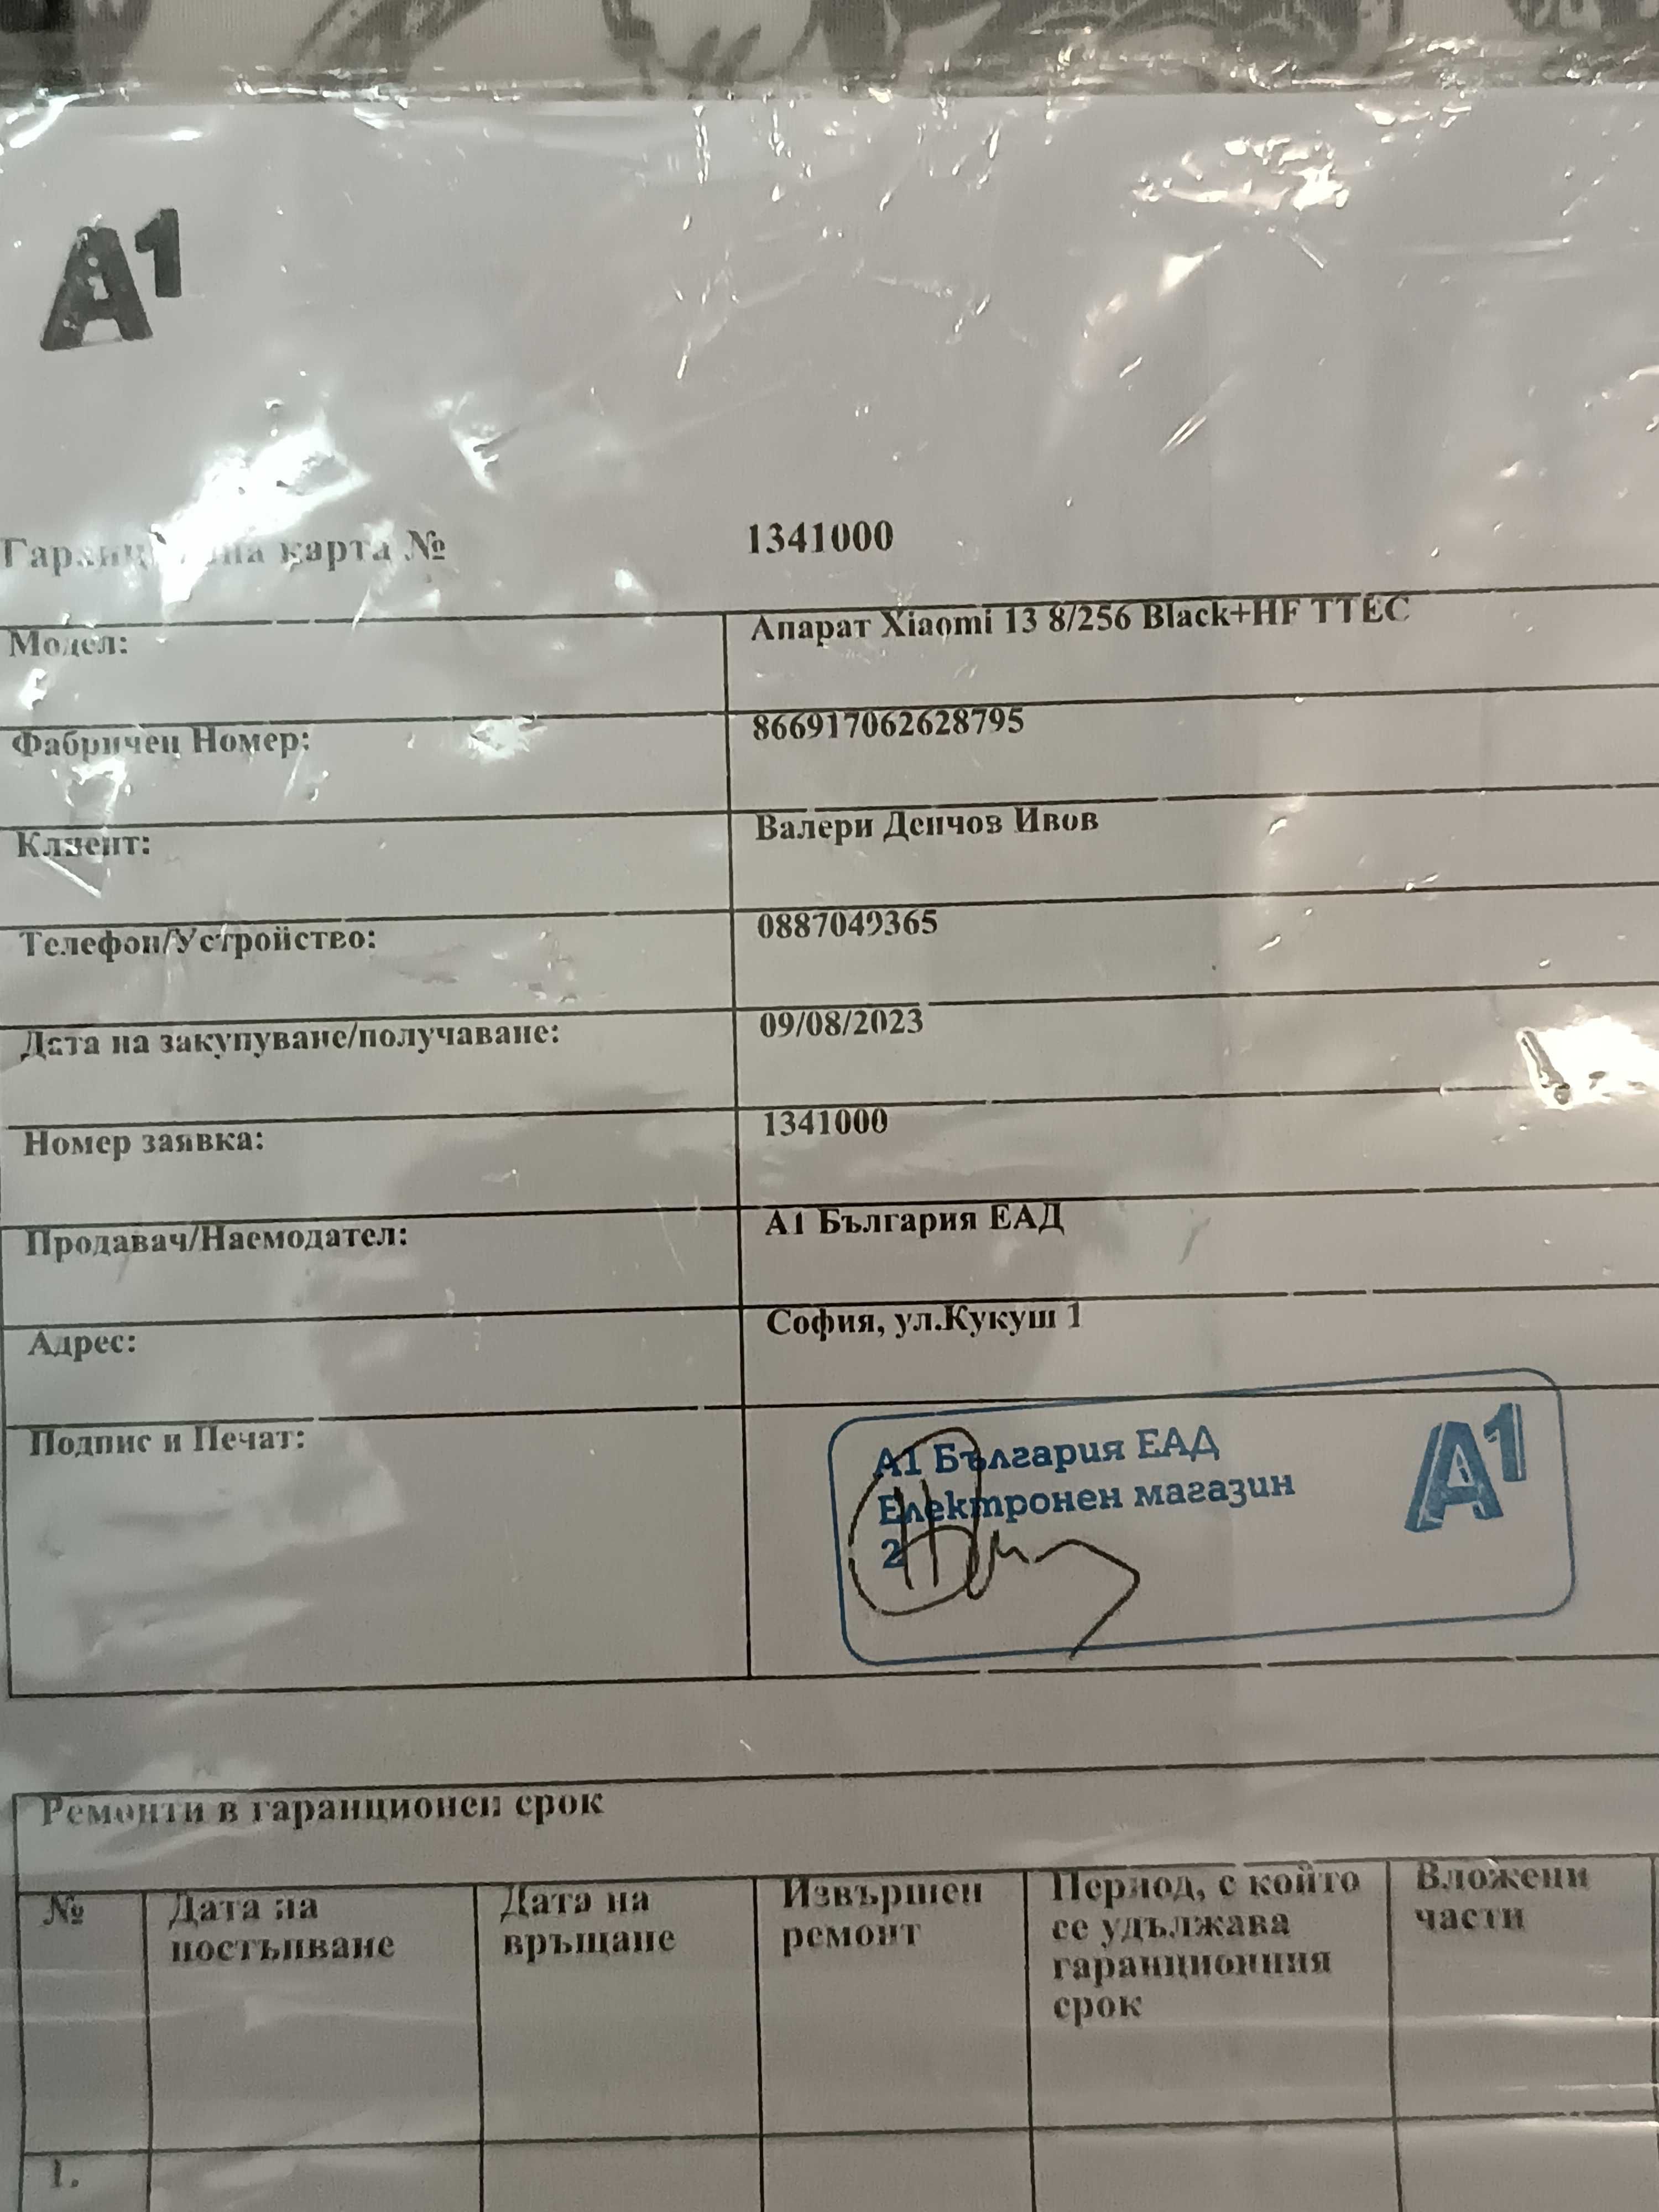 A1
Гаранционна карта № 1341000
Модел: Апарат Xiaomi 13 8/256 Black+HF TTEC
Фабричен Номер: 866917062628795
Клиент: Валери Денчов Ивов
Телефон/Устройство: 0887049365
Дата на закупуване/получаване: 09/08/2023
Номер заявка: 1341000
Продавач/Наемодател: А1 България ЕАД
Адрес: София, ул.Кукуш 1
Подпис и Печат:
А1 България ЕАД
Електронен магазин
2
A1
Ремонти в гаранционен срок
№
Дата на
постъпване
Дата на
връщане
Извършен
ремонт
Период, с който
се удължава
гаранционния
срок
Вложени
части
1.